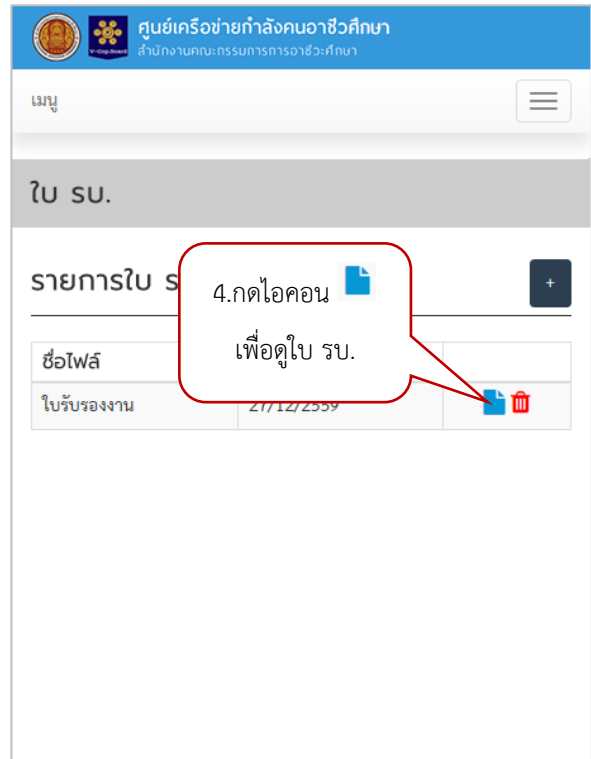 ศูนย์เครือข่ายกำลังคนอาชีวศึกษา
สำนักงานคณะกรรมการการอาชีวะศึกษา
V-Cop.Board
เมนู
ใบ รบ.
รายการใบ ร
+
4.กดไอคอน
เพื่อดูใบ รบ.
ชื่อไฟล์
ใบรับรองงาน 27/12/2559